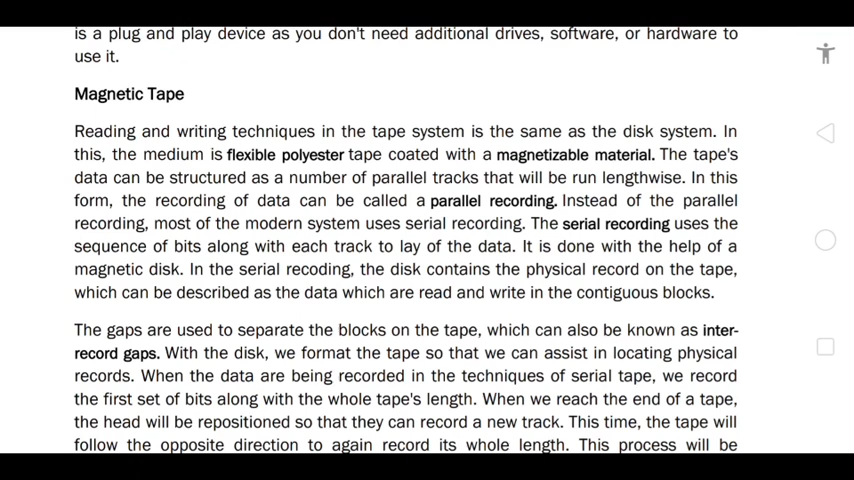 is a plug and play device as you don't need additional drives, software, or hardware to
use it.
Magnetic Tape
Reading and writing techniques in the tape system is the same as the disk system. In
this, the medium is flexible polyester tape coated with a magnetizable material. The tape's
data can be structured as a number of parallel tracks that will be run lengthwise. In this
form, the recording of data can be called a parallel recording. Instead of the parallel
recording, most of the modern system uses serial recording. The serial recording uses the
sequence of bits along with each track to lay of the data. It is done with the help of a
magnetic disk. In the serial recoding, the disk contains the physical record on the tape,
which can be described as the data which are read and write in the contiguous blocks.
The gaps are used to separate the blocks on the tape, which can also be known as inter-
record gaps. With the disk, we format the tape so that we can assist in locating physical
records. When the data are being recorded in the techniques of serial tape, we record
the first set of bits along with the whole tape's length. When we reach the end of a tape,
the head will be repositioned so that they can record a new track. This time, the tape will
follow the opposite direction to again record its whole length. This process will be